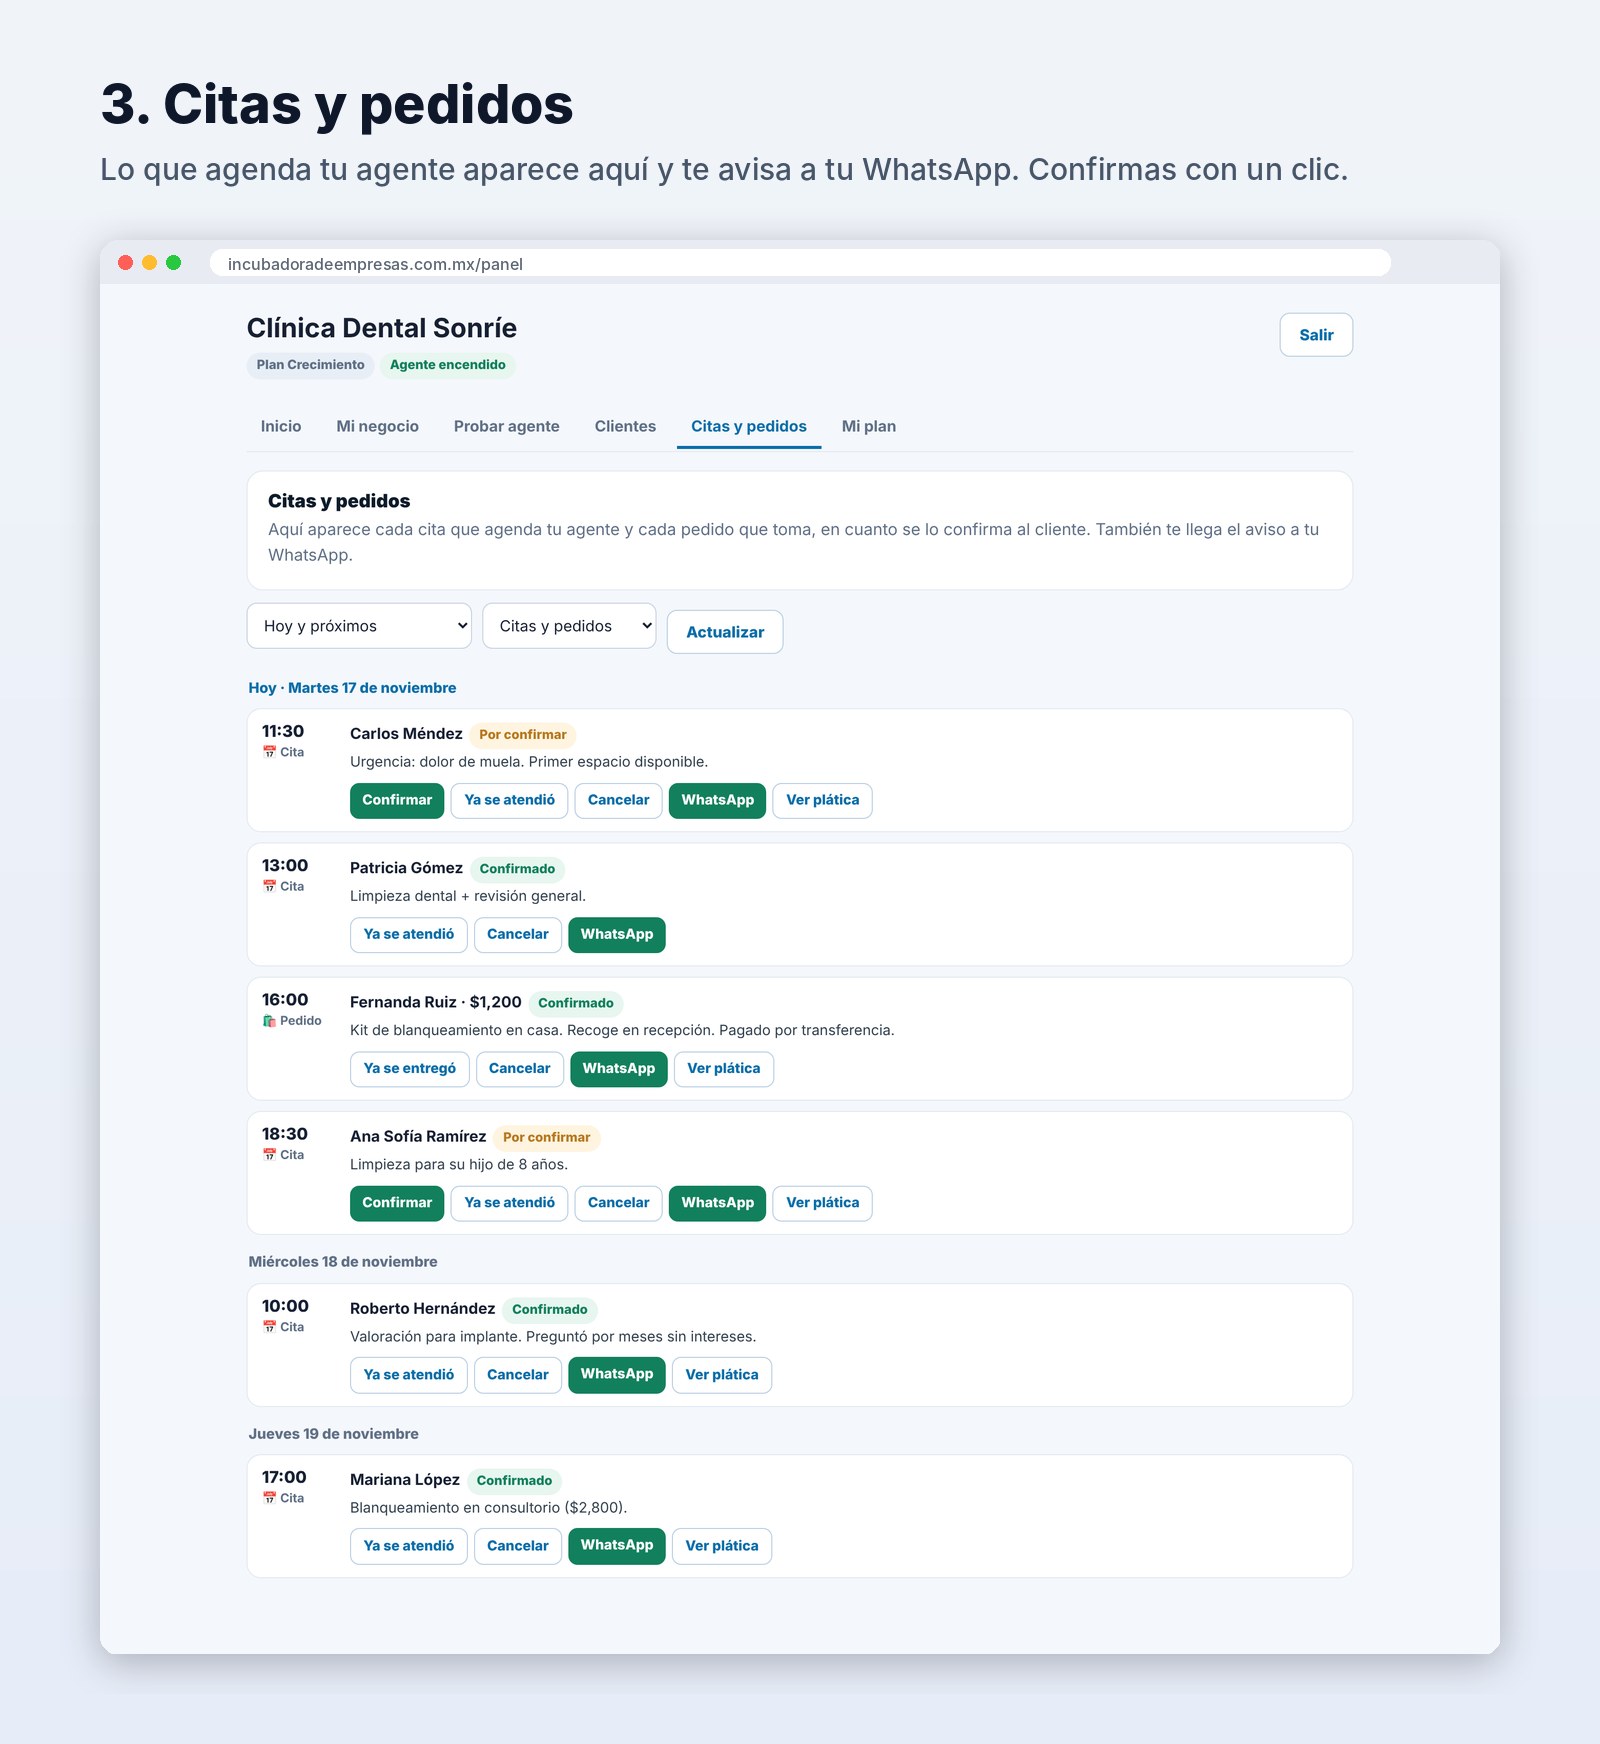 3. Citas y pedidos
Lo que agenda tu agente aparece aquí y te avisa a tu WhatsApp. Confirmas con un clic.
incubadoradeempresas.com.mx/panel
Clínica Dental Sonríe
Salir
Plan Crecimiento Agente encendido
Inicio Mi negocio Probar agente Clientes Citas y pedidos Mi plan
Citas y pedidos
Aquí aparece cada cita que agenda tu agente y cada pedido que toma, en cuanto se lo confirma al cliente. También te llega el aviso a tu
WhatsApp.
Hoy y próximos Citas y pedidos Actualizar
Hoy · Martes 17 de noviembre
11:30 Carlos Méndez Por confirmar
Cita
Urgencia: dolor de muela. Primer espacio disponible.
Confirmar Ya se atendió Cancelar WhatsApp Ver plática
13:00 Patricia Gómez Confirmado
Cita
Limpieza dental + revisión general.
Ya se atendió Cancelar WhatsApp
16:00 Fernanda Ruiz · $1,200 Confirmado
Pedido
Kit de blanqueamiento en casa. Recoge en recepción. Pagado por transferencia.
Ya se entregó Cancelar WhatsApp Ver plática
18:30 Ana Sofía Ramírez Por confirmar
Cita
Limpieza para su hijo de 8 años.
Confirmar Ya se atendió Cancelar WhatsApp Ver plática
Miércoles 18 de noviembre
10:00 Roberto Hernández Confirmado
Cita
Valoración para implante. Preguntó por meses sin intereses.
Ya se atendió Cancelar WhatsApp Ver plática
Jueves 19 de noviembre
17:00 Mariana López Confirmado
Cita
Blanqueamiento en consultorio ($2,800).
Ya se atendió Cancelar WhatsApp Ver plática